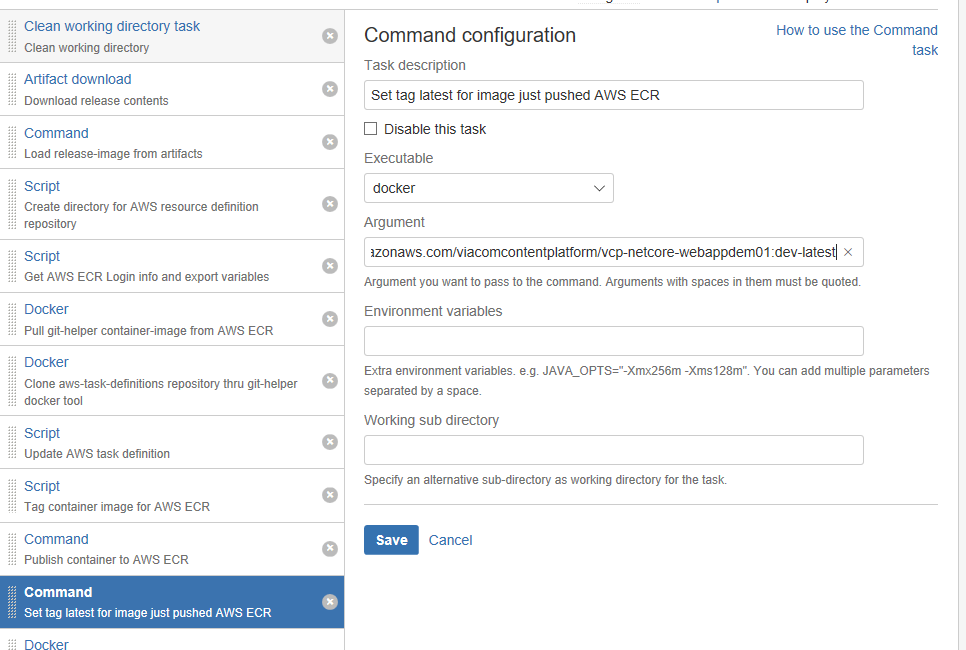 Clean working directory task
Clean working directory
Artifact download
Download release contents
Command
Load release-image from artifacts
Script
Create directory for AWS resource definition
repository
Script
Get AWS ECR Login info and export variables
Docker
Pull git-helper container-image from AWS ECR
Docker
Clone aws-task-definitions repository thru git-helper
docker tool
Script
Update AWS task definition
Script
Tag container image for AWS ECR
Command
Publish container to AWS ECR
Command
Set tag latest for image just pushed AWS ECR
Docker
Command configuration
How to use the Command
task
Task description
Set tag latest for image just pushed AWS ECR
Disable this task
Executable
docker
Argument
azonaws.com/viacomcontentplatform/vcp-netcore-webappdem01:dev-latest
Argument you want to pass to the command. Arguments with spaces in them must be quoted.
Environment variables
Extra environment variables. e.g. JAVA_OPTS="-Xmx256m -Xms128m". You can add multiple parameters
separated by a space.
Working sub directory
Specify an alternative sub-directory as working directory for the task.
Save Cancel